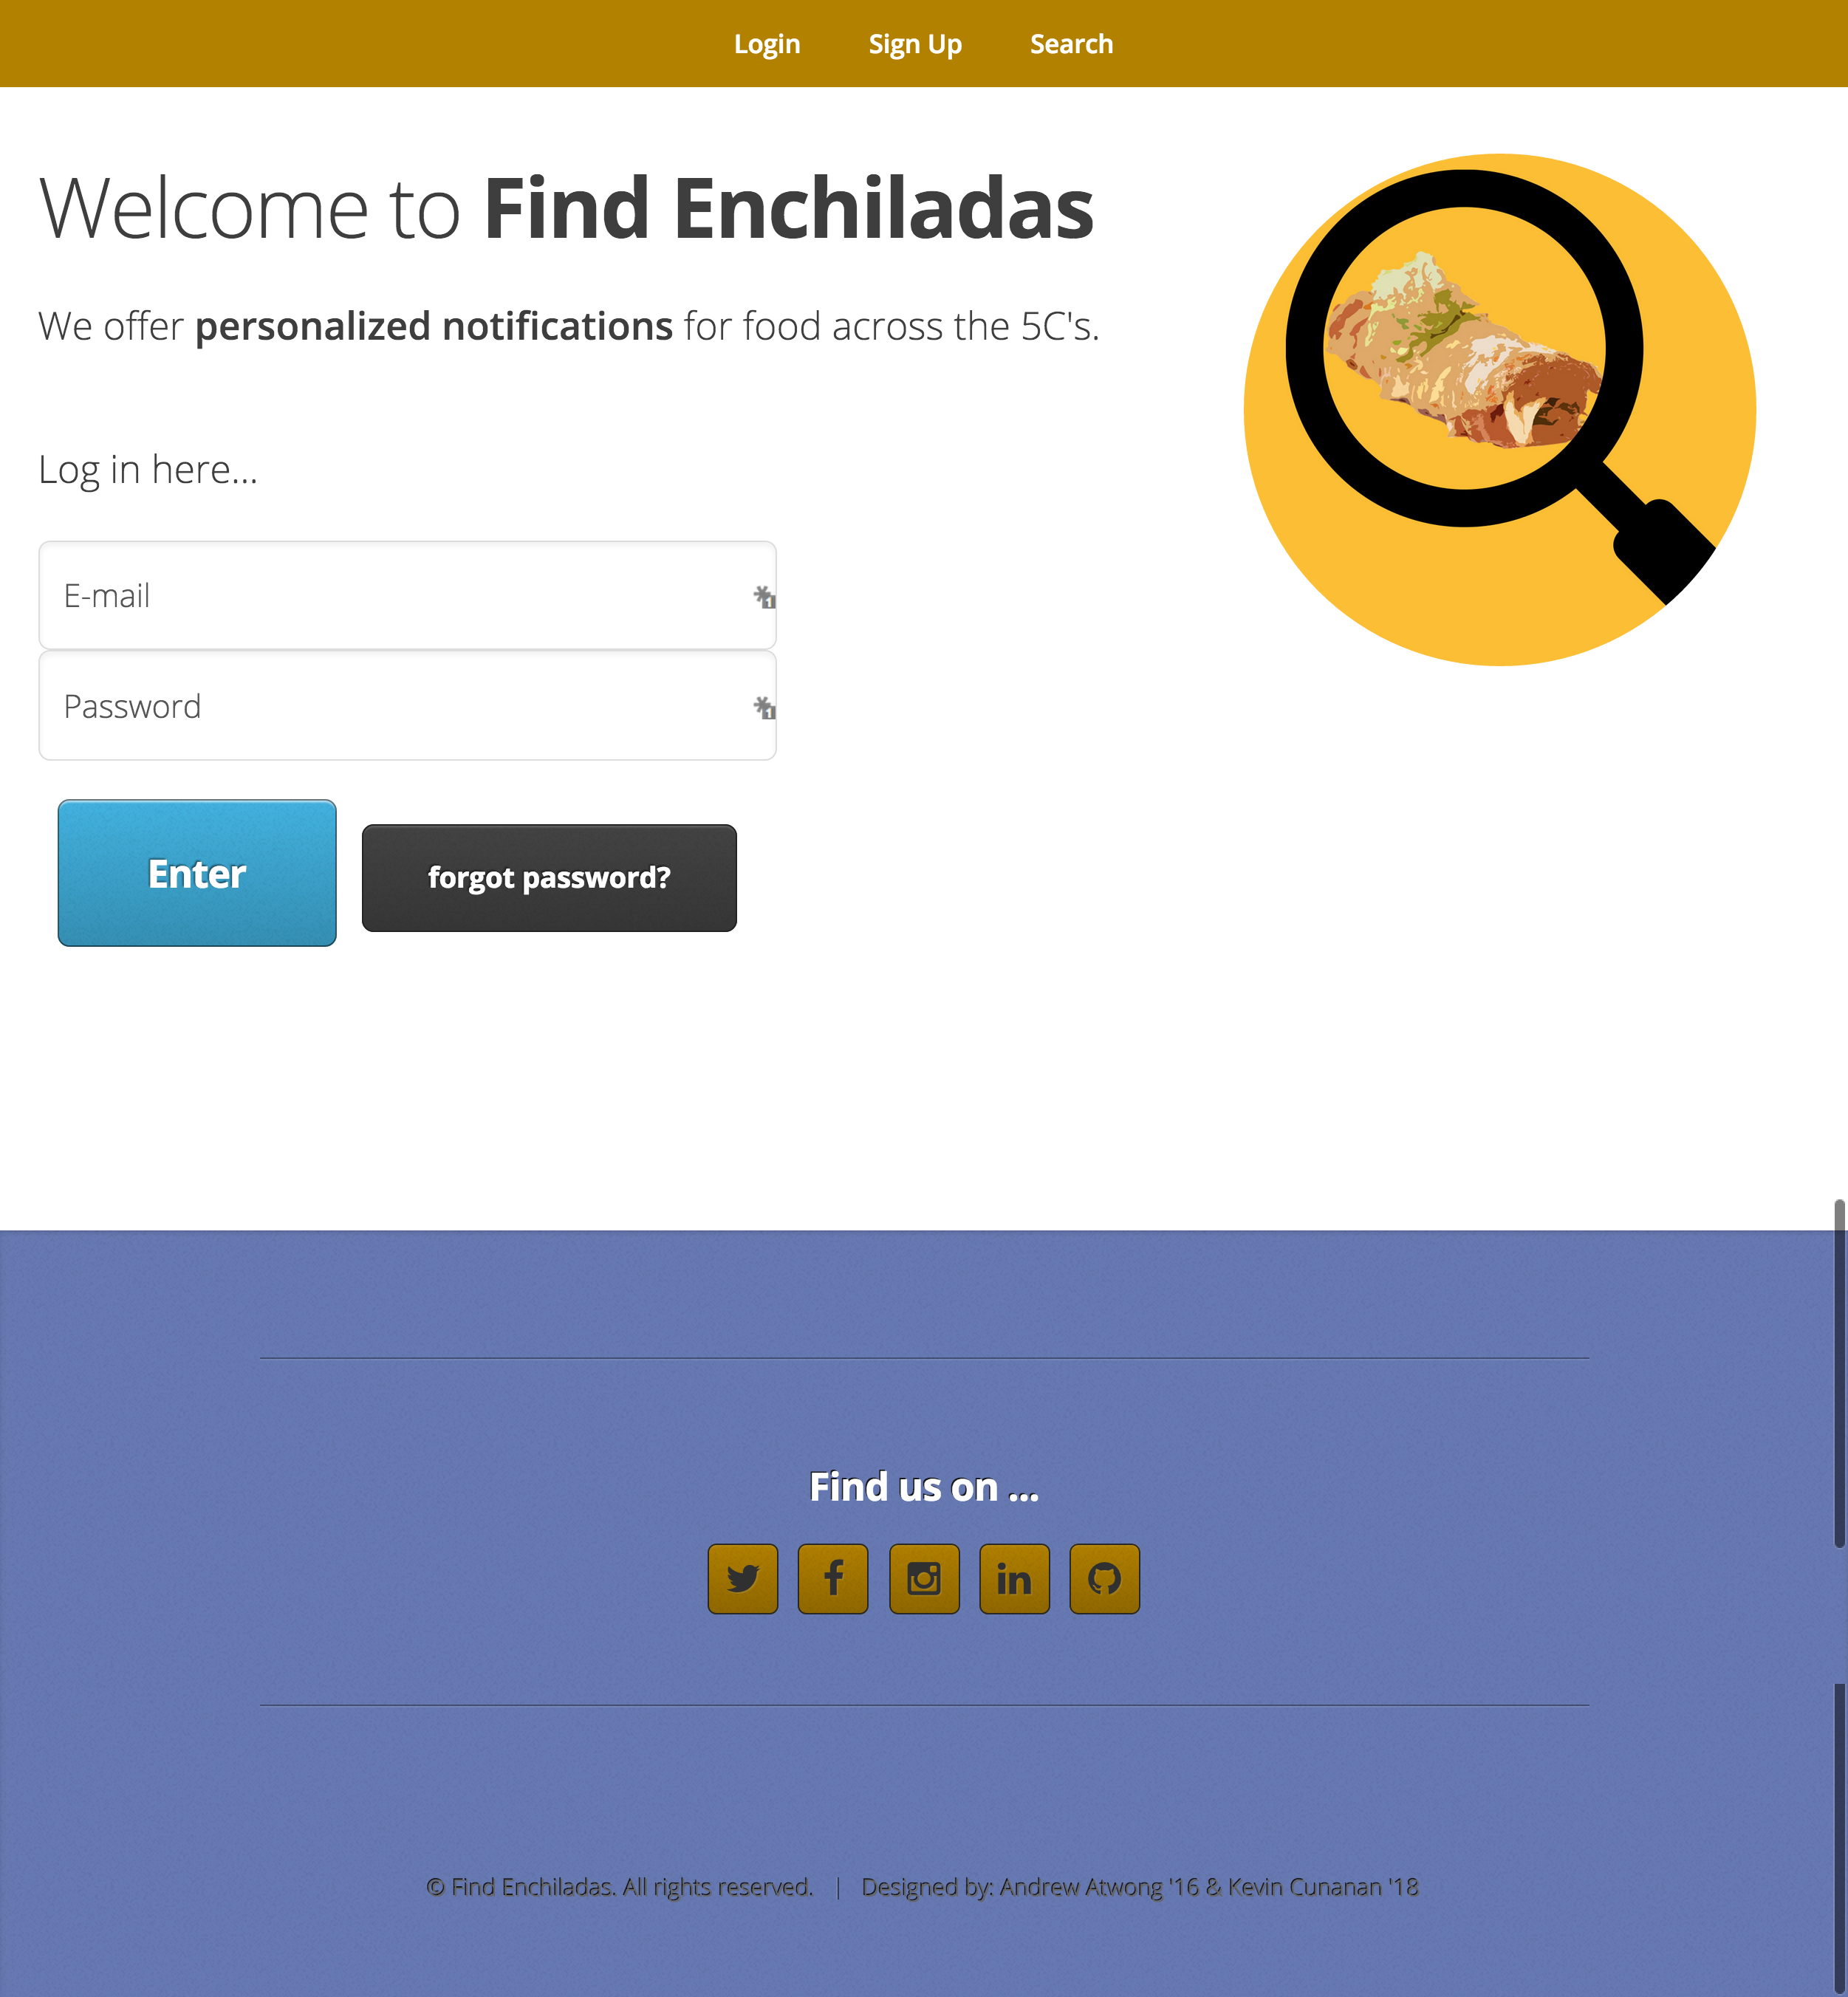 Login Sign Up Search
Welcome to Find Enchiladas
We offer personalized notifications for food across the 5C's.
Log in here...
E-mail
Password
Enter
forgot password?
Find us on ...
© Find Enchiladas. All rights reserved. | Designed by: Andrew Atwong '16 & Kevin Cunanan '18